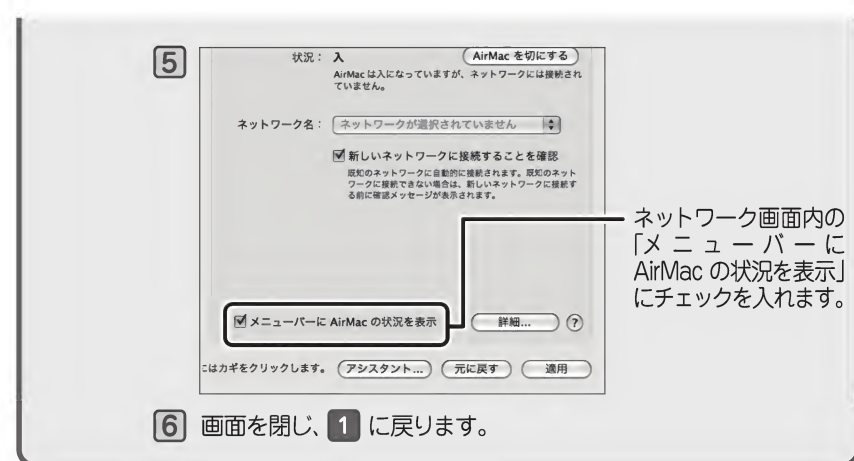 5
状況： 入
AirMac を切にする
AirMac は入になっていますが、ネットワークには接続され
ていません。
ネットワーク名：
ネットワークが選択されていません
新しいネットワークに接続することを確認
既知のネットワークに自動的に接続されます。既知のネット
ワークに接続できない場合は、新しいネットワークに接続す
る前に確認メッセージが表示されます。
ネットワーク画面内の
「メニューバーに
AirMac の状況を表示」
にチェックを入れます。
メニューバーに AirMac の状況を表示
詳細...
?
にはカギをクリックします。
アシスタント...
元に戻す
適用
6 画面を閉じ、1 に戻ります。